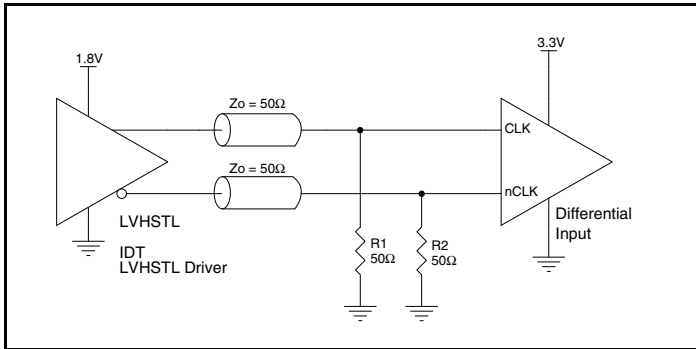 1.8V
3.3V
Zo = 50Ω
CLK
Zo = 50Ω
nCLK
LVHSTL
IDT
LVHSTL Driver
R1
50Ω
R2
50Ω
Differential
Input